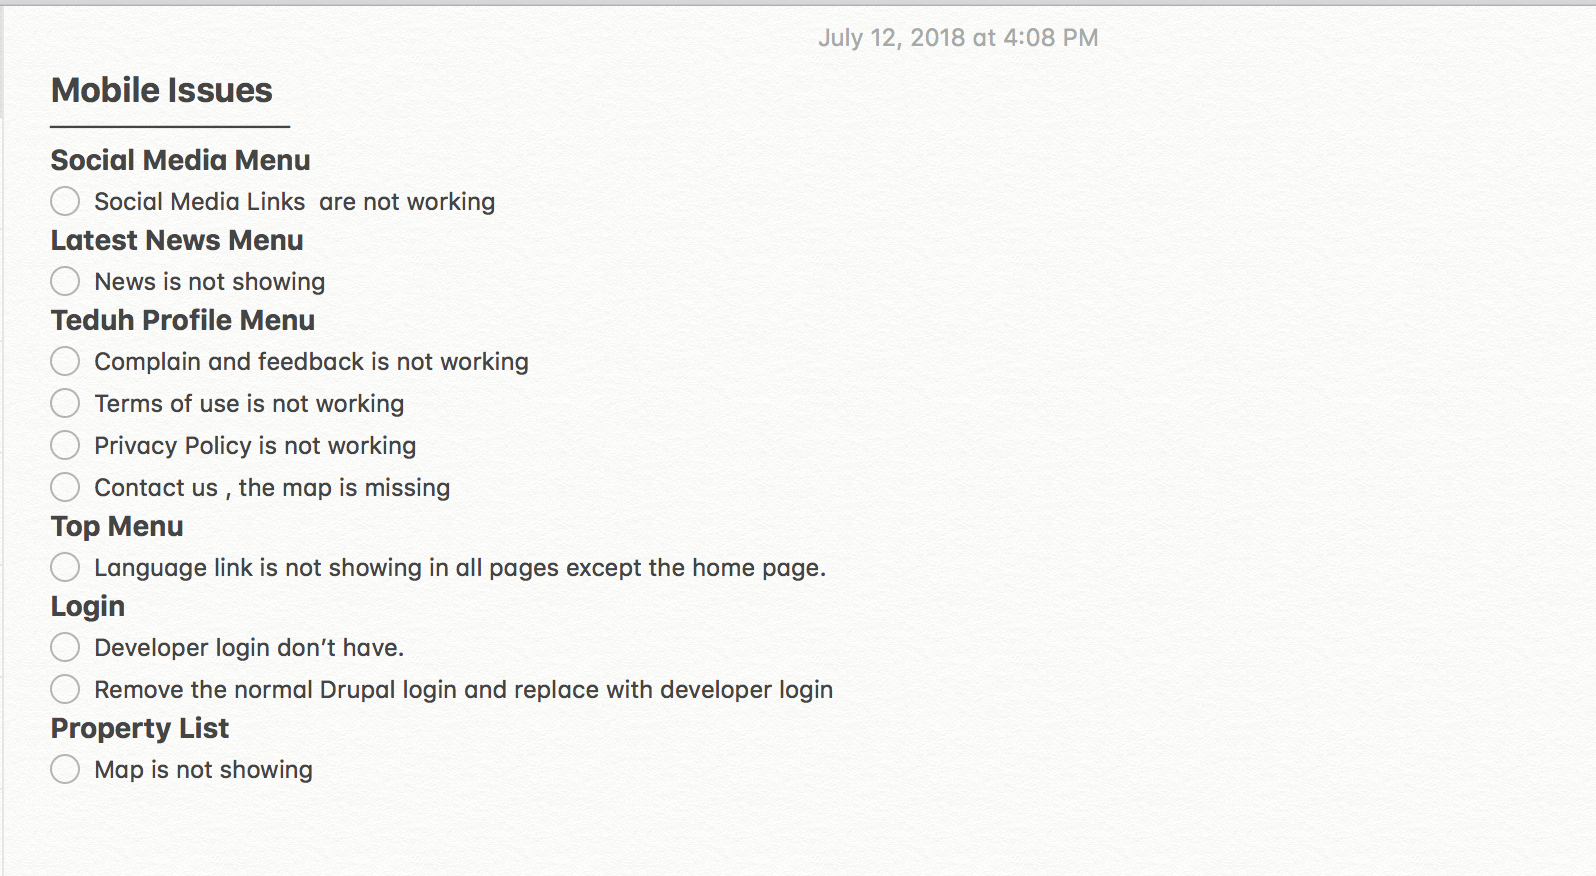 July 12, 2018 at 4:08 PM
Mobile Issues
Social Media Menu
Social Media Links  are not working
Latest News Menu
News is not showing
Teduh Profile Menu
Complain and feedback is not working
Terms of use is not working
Privacy Policy is not working
Contact us , the map is missing
Top Menu
Language link is not showing in all pages except the home page.
Login
Developer login don’t have.
Remove the normal Drupal login and replace with developer login
Property List
Map is not showing